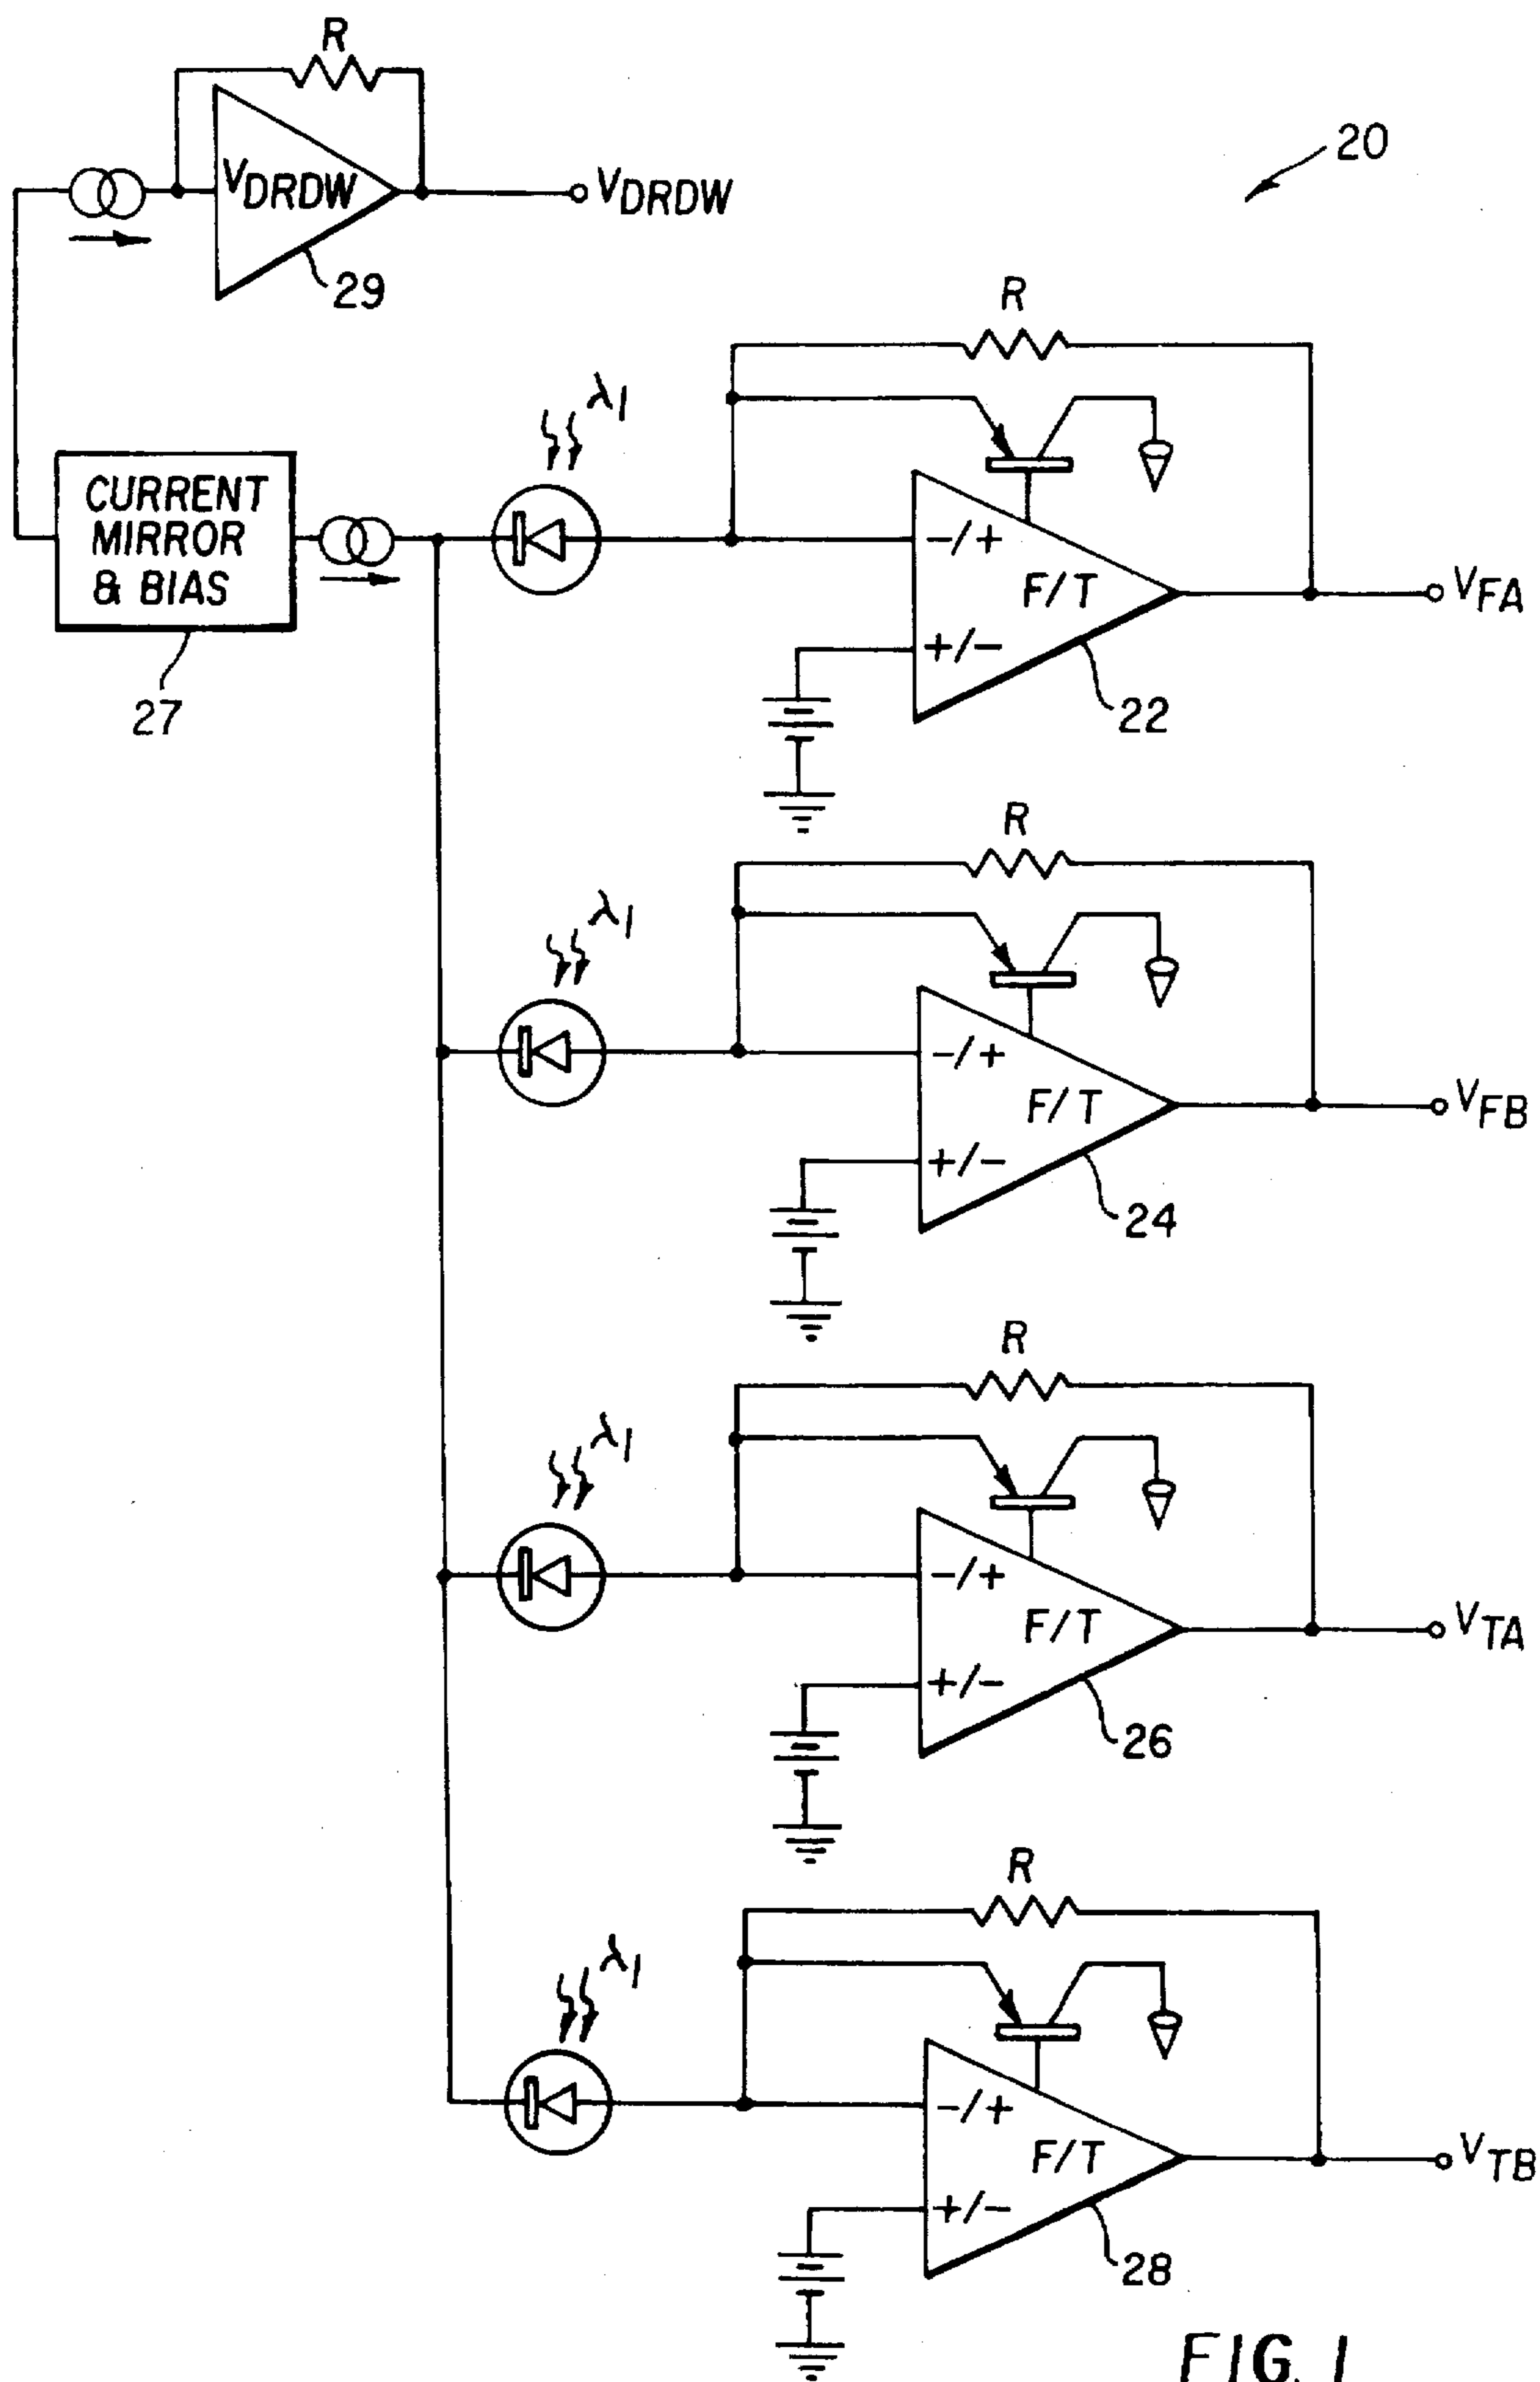 R
20
V_DRDW
V_DRDW
29
R
λ1
CURRENT
MIRROR
& BIAS
-/+
F/T
V_FA
+/-
27
22
R
λ1
-/+
F/T
V_FB
+/-
24
R
λ1
-/+
F/T
V_TA
+/-
26
R
λ1
-/+
F/T
V_TB
+/-
28
FIG. 1